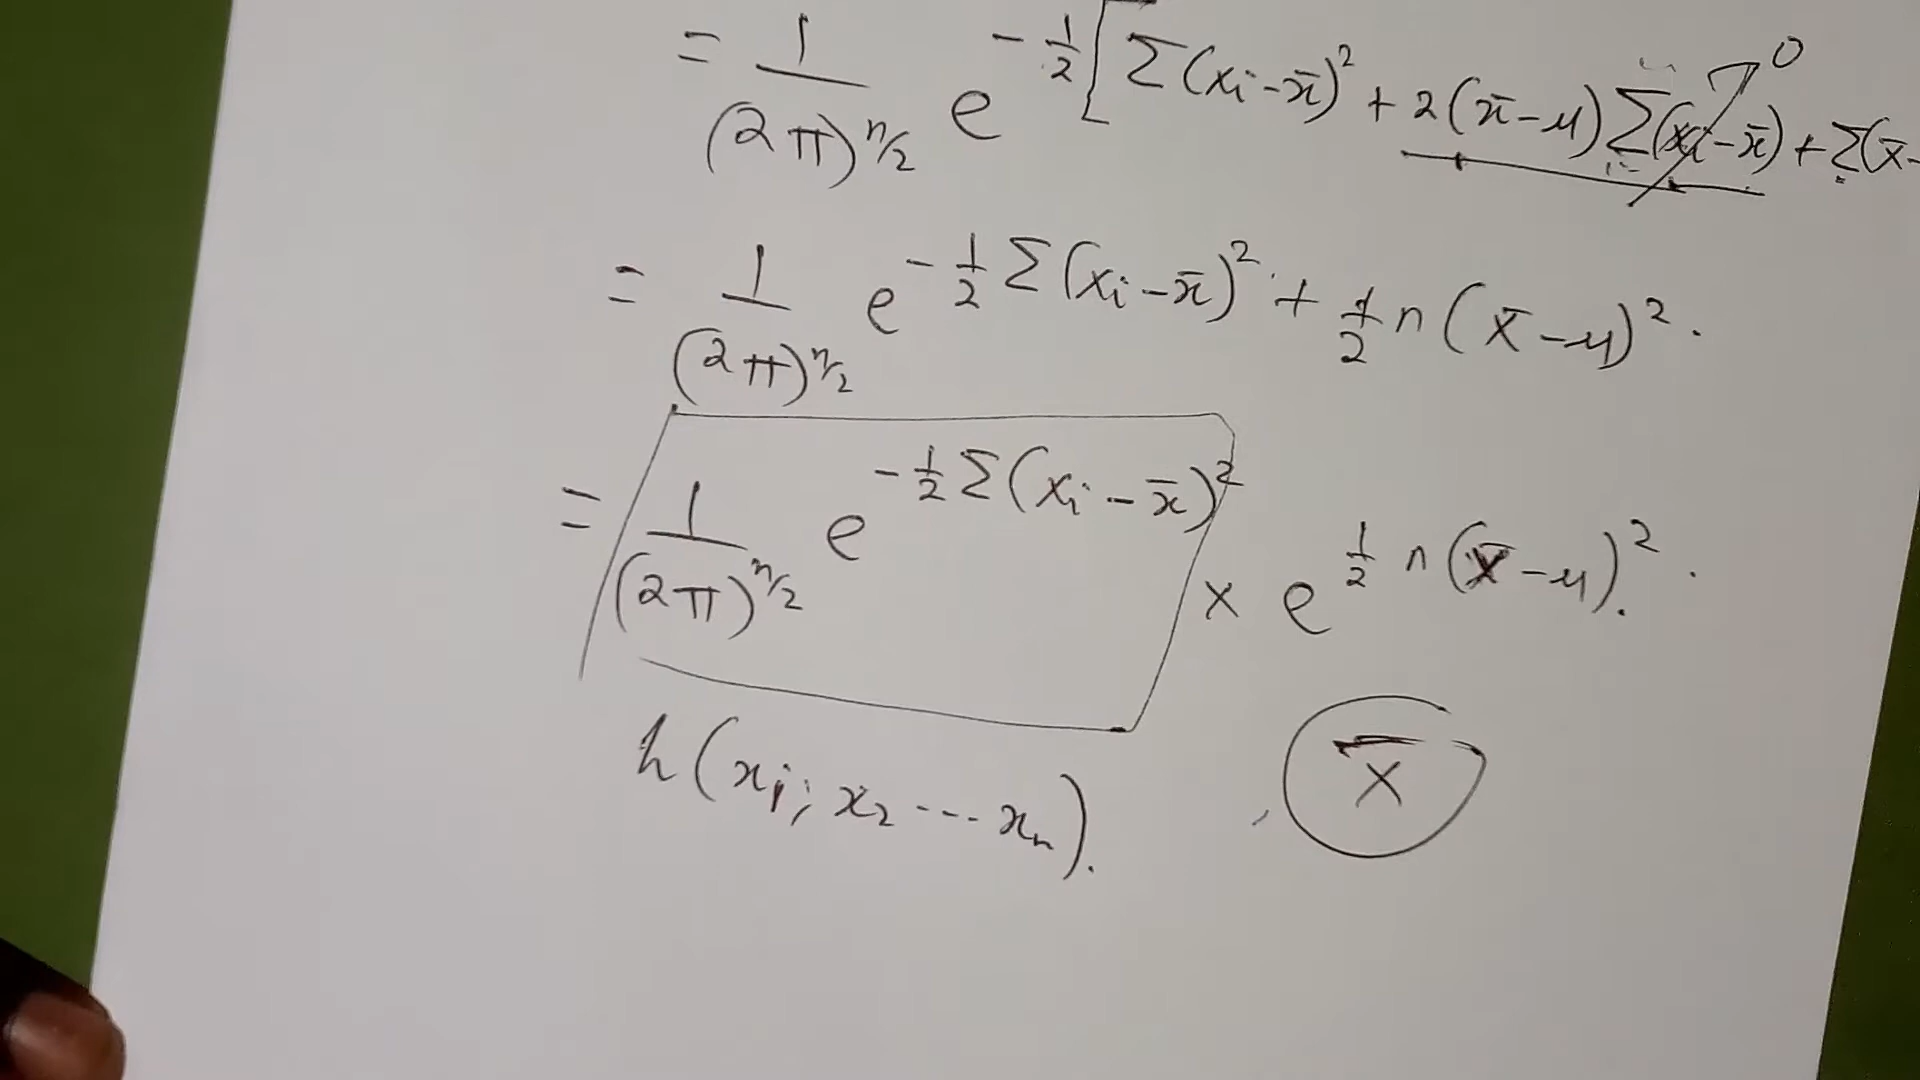 = 1/(2π)^{n/2} e^{-1/2[Σ(xi-x̄)² + 2(x̄-μ)Σ(xi-x̄) + Σ(x̄-
0
= 1/(2π)^{n/2} e^{-1/2 Σ(xi-x̄)² + 1/2 n(x̄-μ)².}
= 1/(2π)^{n/2} e^{-1/2 Σ(xi-x̄)²} × e^{1/2 n(x̄-μ)².}
h(x₁; x₂ --- xn). , x̄